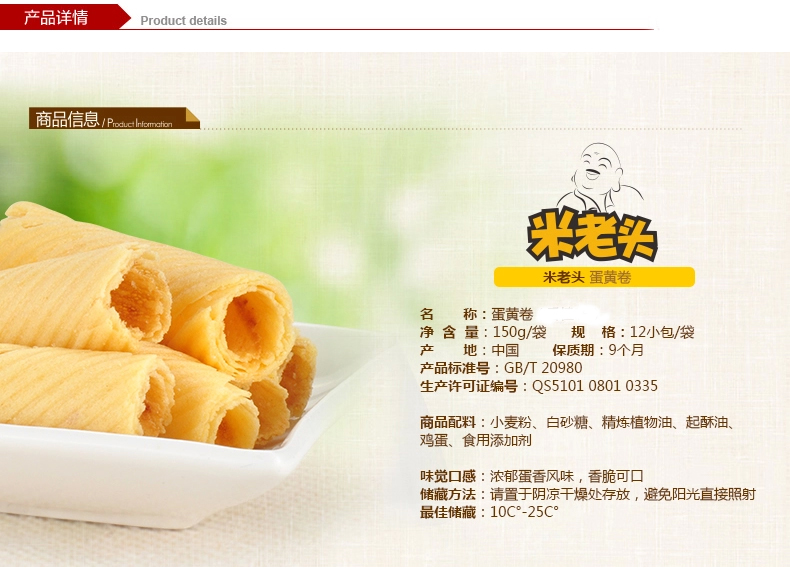 产品详情 Product details
商品信息 / Product Information
米老头
米老头 蛋黄卷
名 称：蛋黄卷
净 含 量：150g/袋 规 格：12小包/袋
产 地：中国 保质期：9个月
产品标准号：GB/T 20980
生产许可证编号：QS5101 0801 0335
商品配料：小麦粉、白砂糖、精炼植物油、起酥油、
鸡蛋、食用添加剂
味觉口感：浓郁蛋香风味，香脆可口
储藏方法：请置于阴凉干燥处存放，避免阳光直接照射
最佳储藏：10C°-25C°